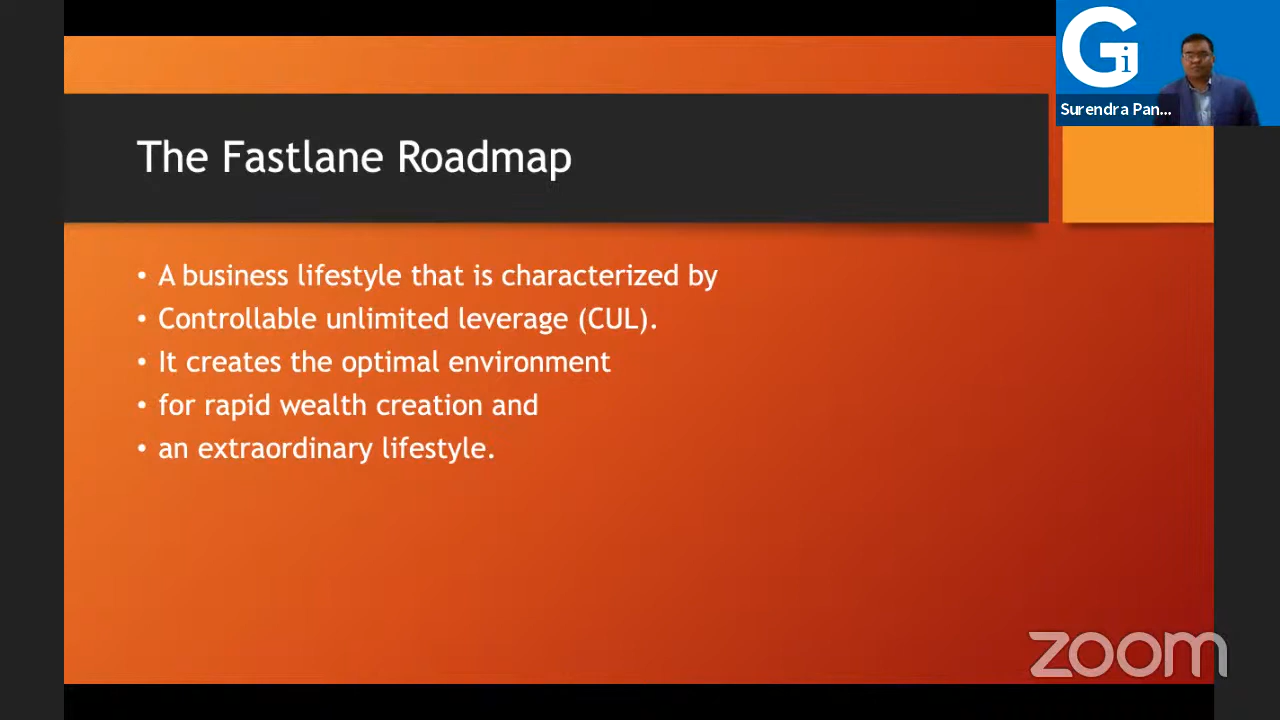 Gi
Surendra Pan...
The Fastlane Roadmap
• A business lifestyle that is characterized by
• Controllable unlimited leverage (CUL).
• It creates the optimal environment
• for rapid wealth creation and
• an extraordinary lifestyle.
zoom